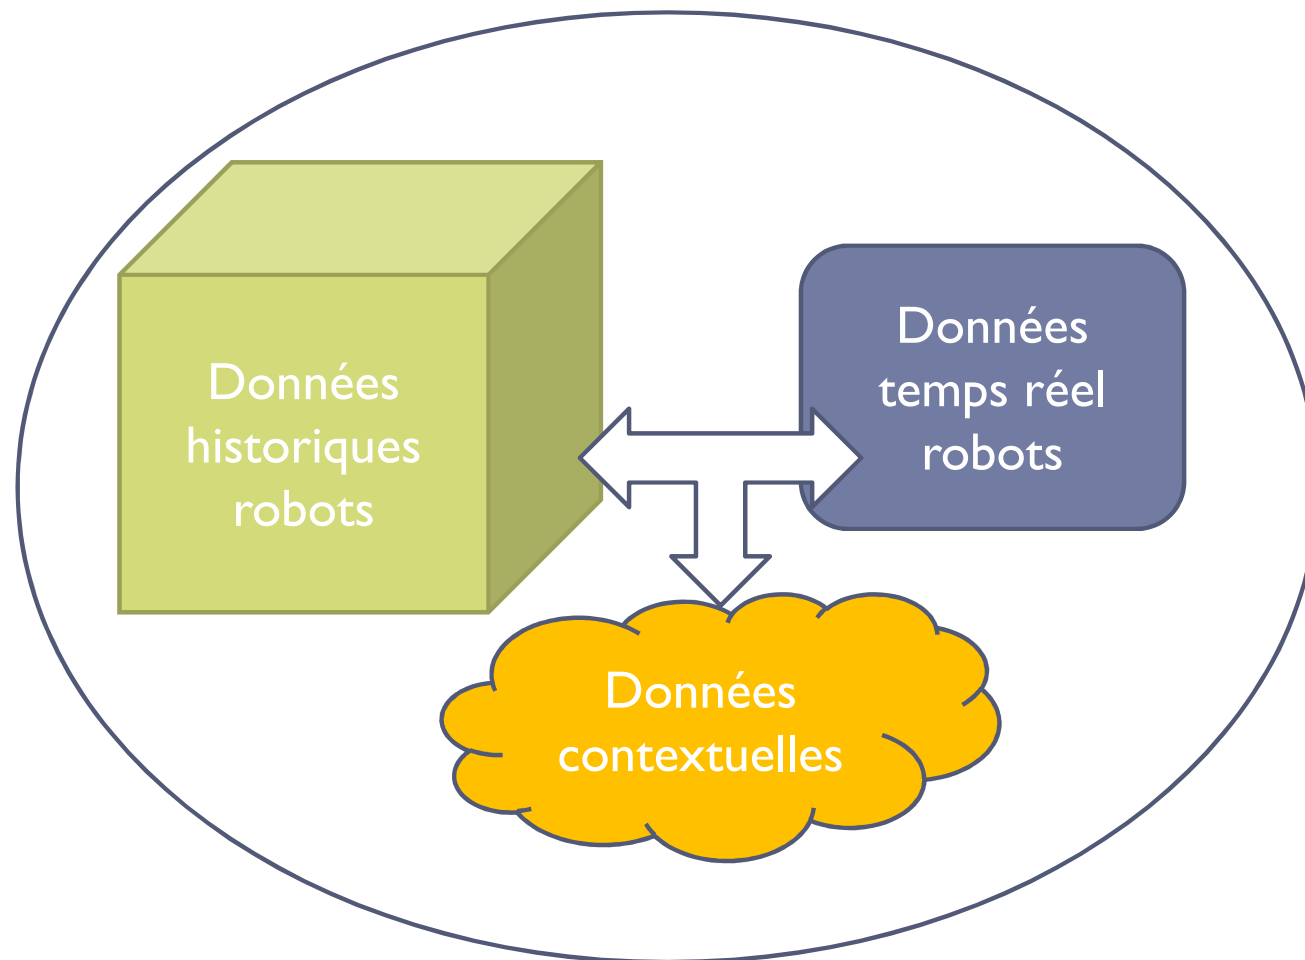 Données
historiques
robots
Données
temps réel
robots
Données
contextuelles